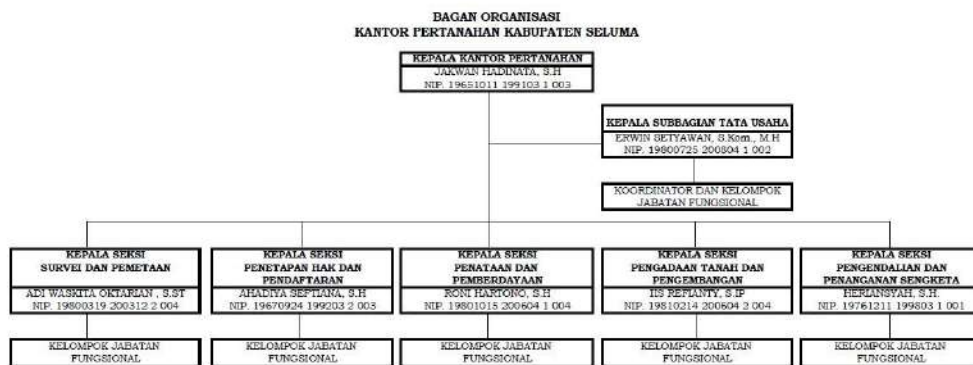 BAGAN ORGANISASI
KANTOR PERTANAHAN KABUPATEN SELUMA
KEPALA KANTOR PERTANAHAN
JAKWAN HADINATA, S.H
NIP. 19651011 199103 1 003
KEPALA SUBBAGIAN TATA USAHA
ERWIN SETYAWAN, S.Kom., M.H
NIP. 19800725 200804 1 002
KOORDINATOR DAN KELOMPOK
JABATAN FUNGSIONAL
KEPALA SEKSI
SURVEI DAN PEMETAAN
ADI WASKITA OKTARIAN , S.ST
NIP. 19800319 200312 2 004
KELOMPOK JABATAN
FUNGSIONAL
KEPALA SEKSI
PENETAPAN HAK DAN
PENDAFTARAN
AHADIYA SEPTIANA, S.H
NIP. 19670924 199203 2 003
KELOMPOK JABATAN
FUNGSIONAL
KEPALA SEKSI
PENATAAN DAN
PEMBERDAYAAN
RONI HARTONO, S.H
NIP. 19801015 200604 1 004
KELOMPOK JABATAN
FUNGSIONAL
KEPALA SEKSI
PENGADAAN TANAH DAN
PENGEMBANGAN
IIS REFIANTY, S.IP
NIP. 19810214 200604 2 004
KELOMPOK JABATAN
FUNGSIONAL
KEPALA SEKSI
PENGENDALIAN DAN
PENANGANAN SENGKETA
HERIANSYAH, S.H.
NIP. 19761211 199803 1 001
KELOMPOK JABATAN
FUNGSIONAL